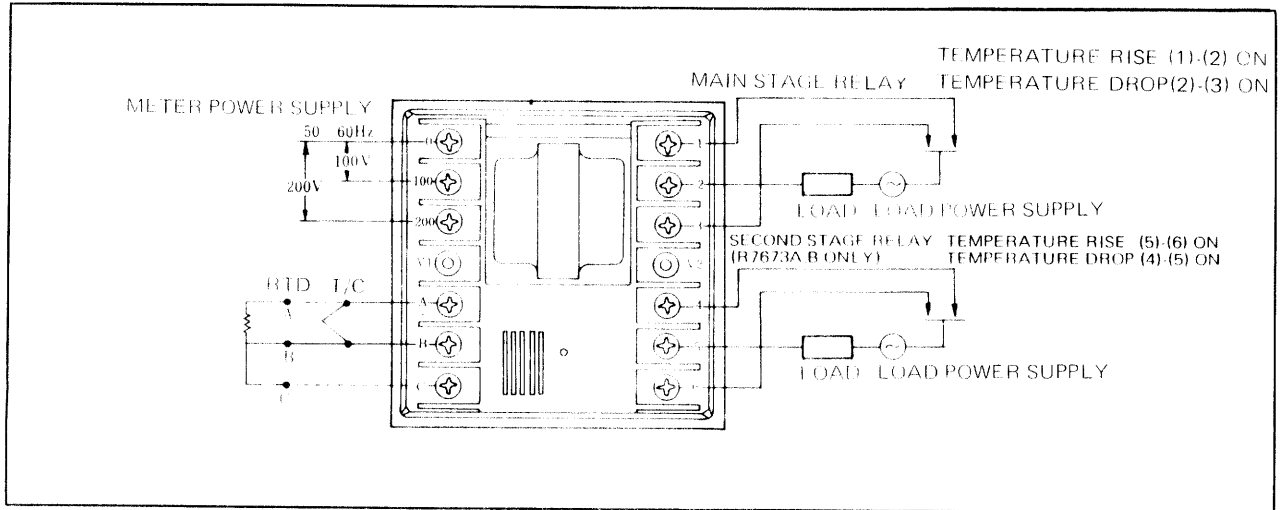 TEMPERATURE RISE (1)-(2) ON
MAIN STAGE RELAY TEMPERATURE DROP(2)-(3) ON
METER POWER SUPPLY
50 60Hz
100V
200V
0
100
200
1
2
3
LOAD LOAD POWER SUPPLY
SECOND STAGE RELAY TEMPERATURE RISE (5)-(6) ON
(R7673A B ONLY) TEMPERATURE DROP (4)-(5) ON
RTD T/C
A
B
A
B
C
4
5
LOAD LOAD POWER SUPPLY